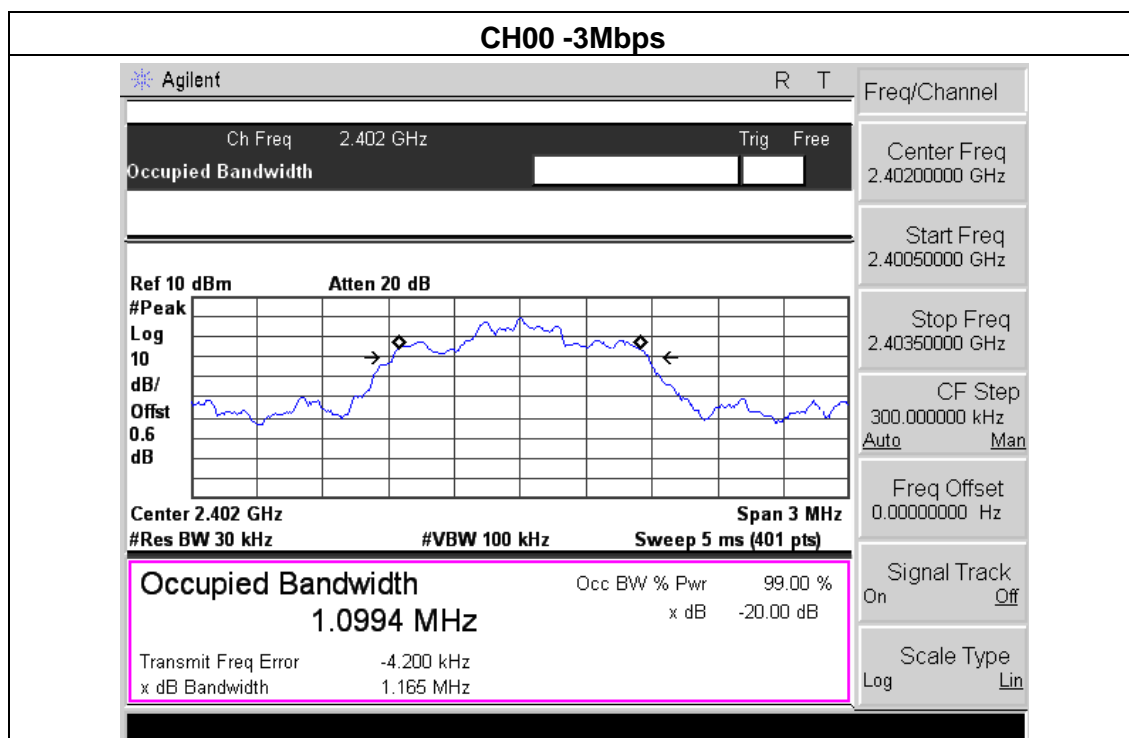 CH00 -3Mbps
Agilent R T
Ch Freq 2.402 GHz Trig Free
Occupied Bandwidth
Ref 10 dBm Atten 20 dB
#Peak
Log
10
dB/
Offst
0.6
dB
Center 2.402 GHz Span 3 MHz
#Res BW 30 kHz #VBW 100 kHz Sweep 5 ms (401 pts)
Occupied Bandwidth Occ BW % Pwr 99.00 %
1.0994 MHz x dB -20.00 dB
Transmit Freq Error -4.200 kHz
x dB Bandwidth 1.165 MHz
Freq/Channel
Center Freq
2.40200000 GHz
Start Freq
2.40050000 GHz
Stop Freq
2.40350000 GHz
CF Step
300.000000 kHz
Auto Man
Freq Offset
0.00000000 Hz
Signal Track
On Off
Scale Type
Log Lin